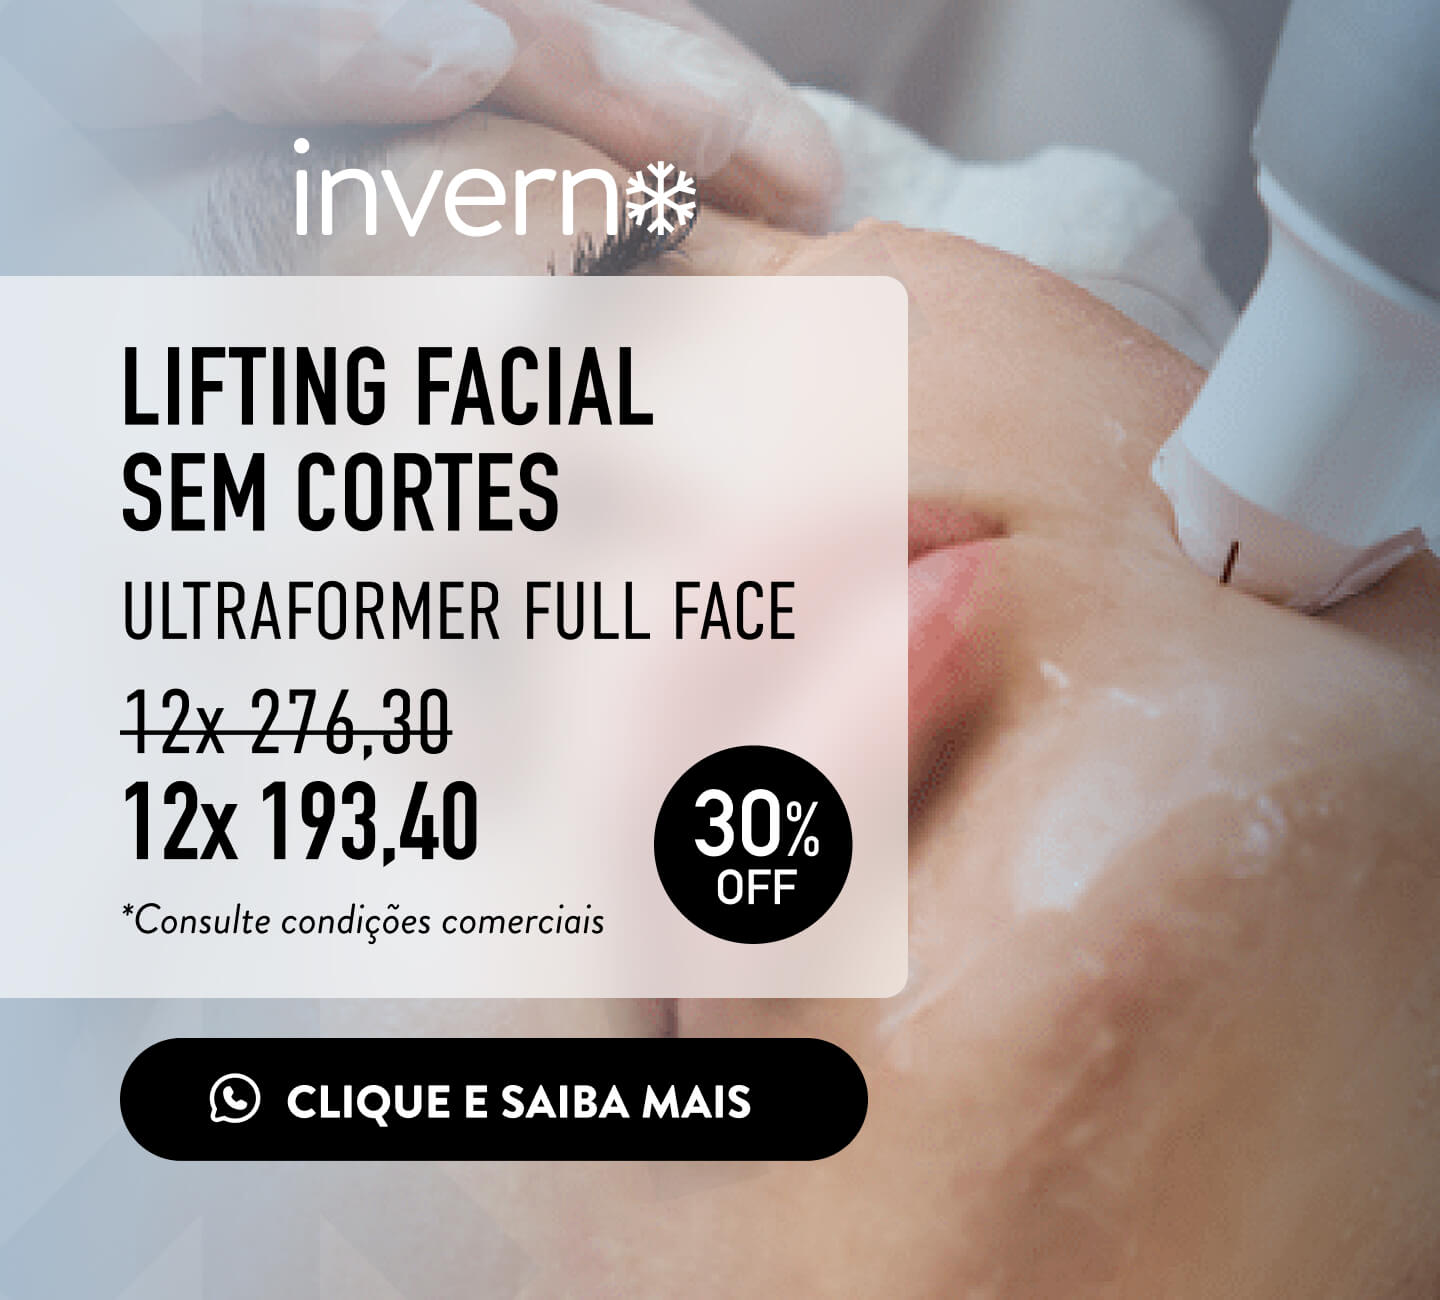 inverno
LIFTING FACIAL
SEM CORTES
ULTRAFORMER FULL FACE
12x 276,30
12x 193,40
30%
OFF
*Consulte condições comerciais
CLIQUE E SAIBA MAIS